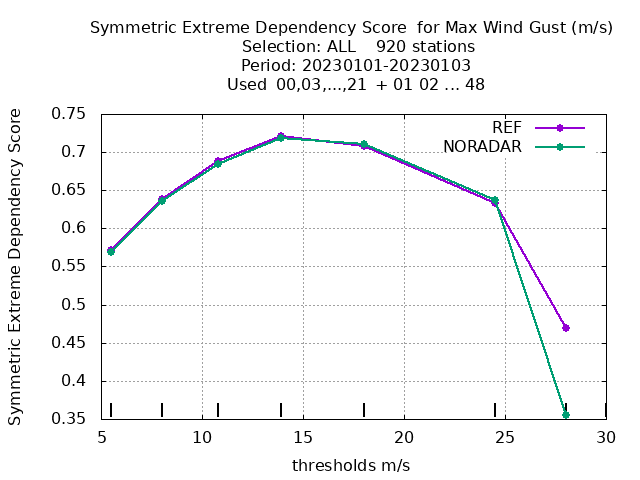 Symmetric Extreme Dependency Score  for Max Wind Gust (m/s)
Selection: ALL    920 stations
Period: 20230101-20230103
Used  00,03,...,21  + 01 02 ... 48
REF
NORADAR
0.75
0.7
0.65
0.6
0.55
0.5
0.45
0.4
0.35
Symmetric Extreme Dependency Score
5 10 15 20 25 30
thresholds m/s